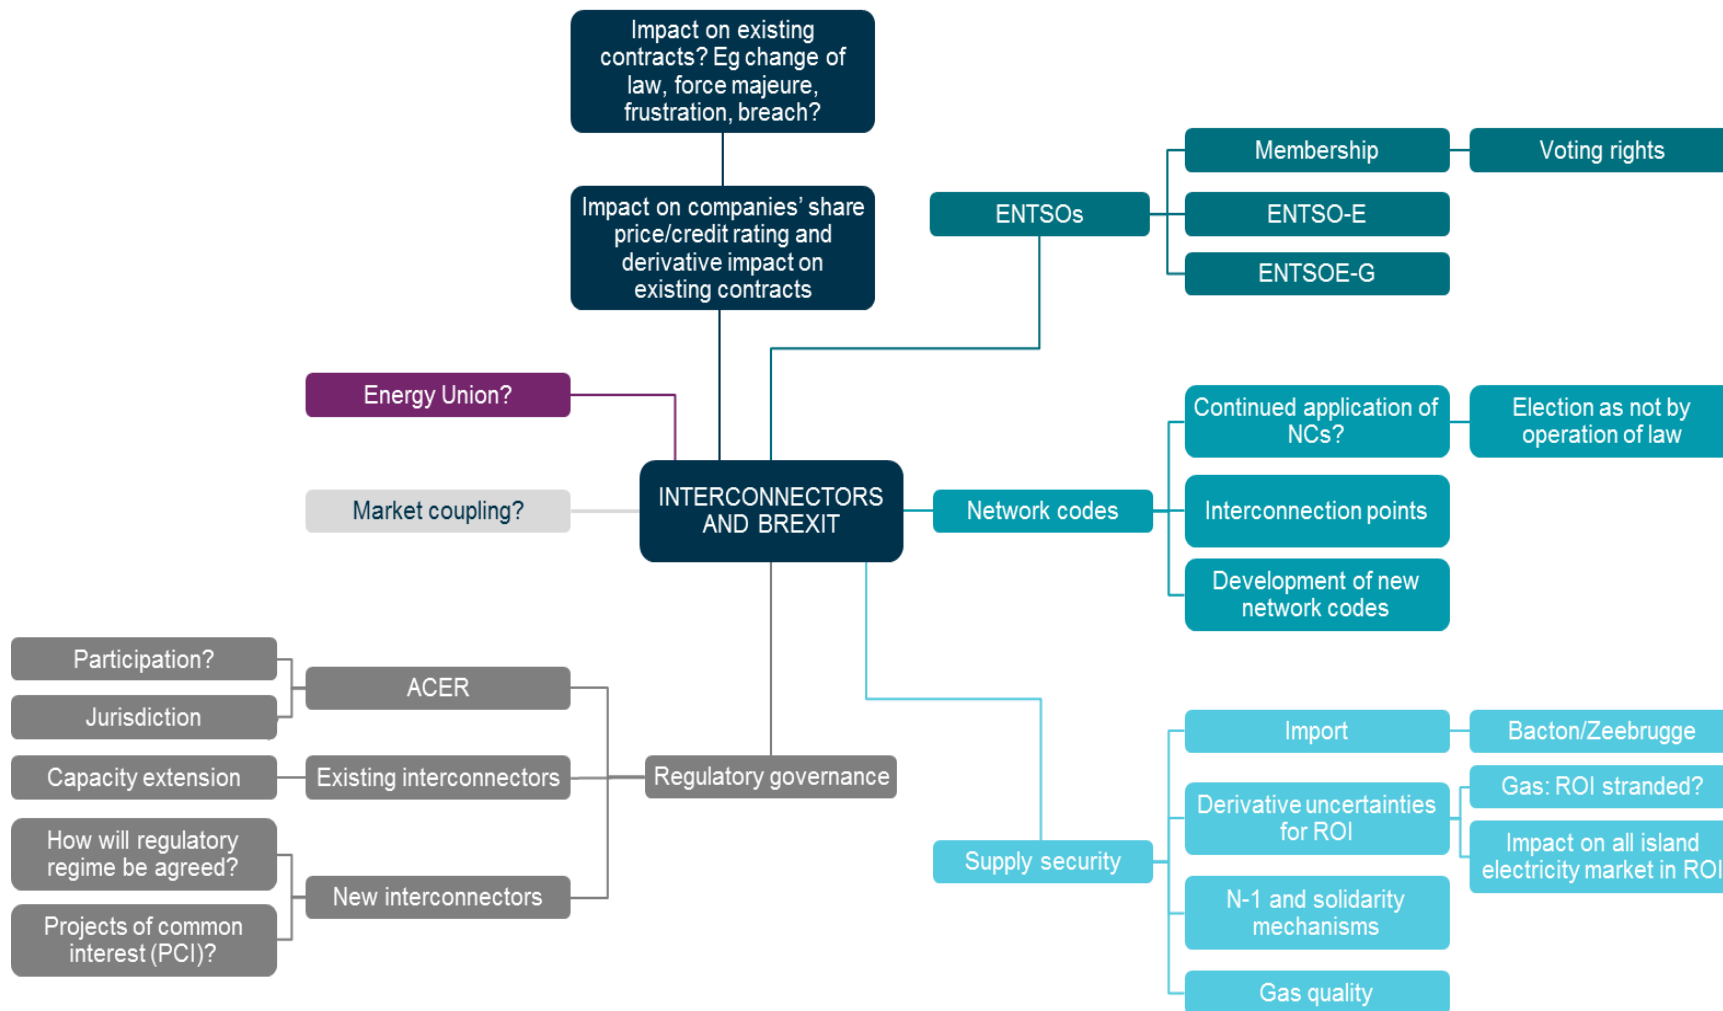 Impact on existing
contracts? Eg change of
law, force majeure,
frustration, breach?
Impact on companies’ share
price/credit rating and
derivative impact on
existing contracts
ENTSOs
Membership
Voting rights
ENTSO-E
ENTSOE-G
Energy Union?
Market coupling?
INTERCONNECTORS
AND BREXIT
Network codes
Continued application of
NCs?
Election as not by
operation of law
Interconnection points
Development of new
network codes
Participation?
Jurisdiction
ACER
Capacity extension
Existing interconnectors
Regulatory governance
How will regulatory
regime be agreed?
Projects of common
interest (PCI)?
New interconnectors
Supply security
Import
Bacton/Zeebrugge
Derivative uncertainties
for ROI
Gas: ROI stranded?
Impact on all island
electricity market in ROI
N-1 and solidarity
mechanisms
Gas quality